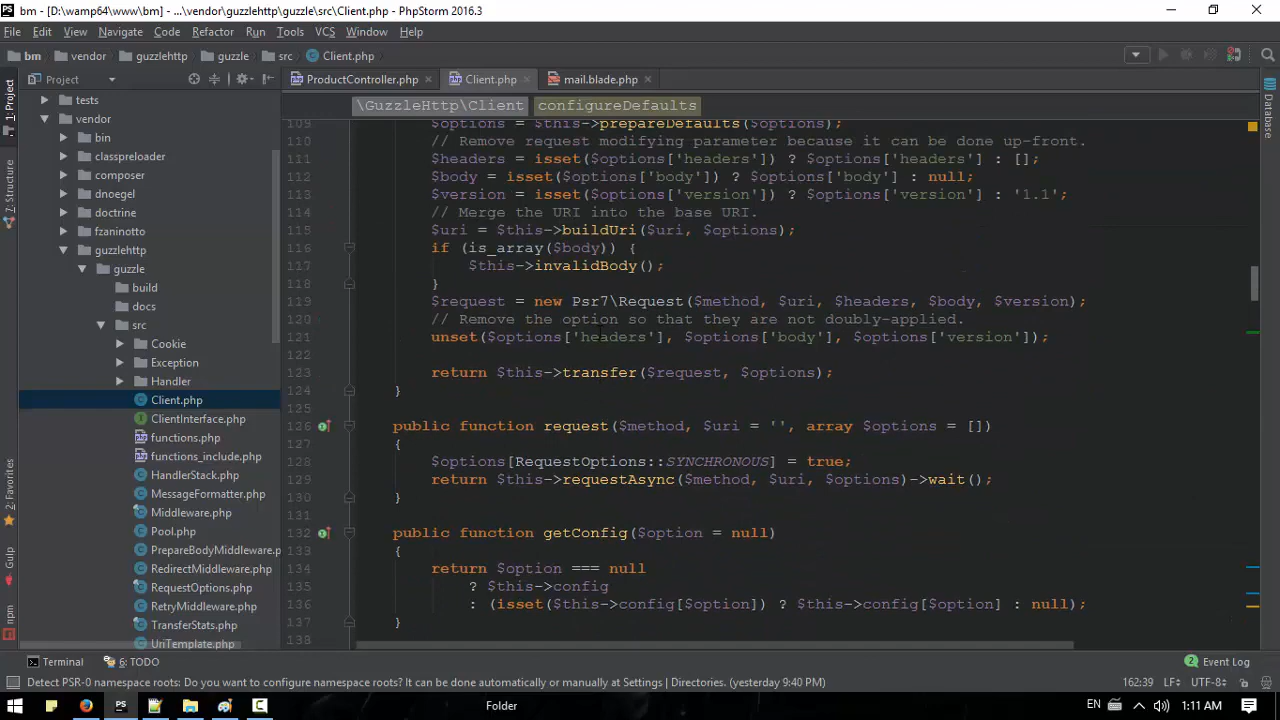 bm - [D:\wamp64\www\bm] - ...\vendor\guzzlehttp\guzzle\src\Client.php - PhpStorm 2016.3
File Edit View Navigate Code Refactor Run Tools VCS Window Help
bm vendor guzzlehttp guzzle src Client.php
1: Project
7: Structure
2: Favorites
Gulp
npm
Project
tests
vendor
bin
classpreloader
composer
dnoegel
doctrine
fzaninotto
guzzlehttp
guzzle
build
docs
src
Cookie
Exception
Handler
Client.php
ClientInterface.php
functions.php
functions_include.php
HandlerStack.php
MessageFormatter.php
Middleware.php
Pool.php
PrepareBodyMiddleware.p
RedirectMiddleware.php
RequestOptions.php
RetryMiddleware.php
TransferStats.php
UriTemplate.php
ProductController.php Client.php mail.blade.php
\GuzzleHttp\Client configureDefaults
109 $options = $this->prepareDefaults($options);
110 // Remove request modifying parameter because it can be done up-front.
111 $headers = isset($options['headers']) ? $options['headers'] : [];
112 $body = isset($options['body']) ? $options['body'] : null;
113 $version = isset($options['version']) ? $options['version'] : '1.1';
114 // Merge the URI into the base URI.
115 $uri = $this->buildUri($uri, $options);
116 if (is_array($body)) {
117 $this->invalidBody();
118 }
119 $request = new Psr7\Request($method, $uri, $headers, $body, $version);
120 // Remove the option so that they are not doubly-applied.
121 unset($options['headers'], $options['body'], $options['version']);
122
123 return $this->transfer($request, $options);
124 }
125
126 public function request($method, $uri = '', array $options = [])
127 {
128 $options[RequestOptions::SYNCHRONOUS] = true;
129 return $this->requestAsync($method, $uri, $options)->wait();
130 }
131
132 public function getConfig($option = null)
133 {
134 return $option === null
135 ? $this->config
136 : (isset($this->config[$option]) ? $this->config[$option] : null);
137 }
138
Database
Terminal 6: TODO 2 Event Log
Detect PSR-0 namespace roots: Do you want to configure namespace roots? It can be done automatically or manually at Settings | Directories. (yesterday 9:40 PM) 162:39 LF UTF-8
PS Folder EN 1:11 AM